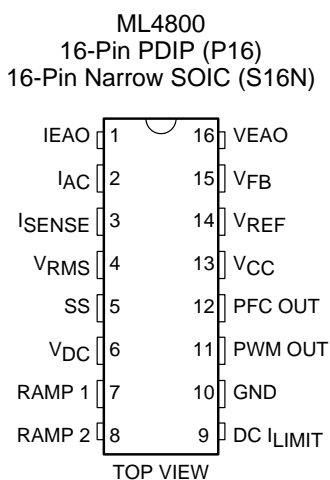 ML4800
16-Pin PDIP (P16)
16-Pin Narrow SOIC (S16N)
IEAO 1 16 VEAO
IAC 2 15 VFB
ISENSE 3 14 VREF
VRMS 4 13 VCC
SS 5 12 PFC OUT
VDC 6 11 PWM OUT
RAMP 1 7 10 GND
RAMP 2 8 9 DC ILIMIT
TOP VIEW